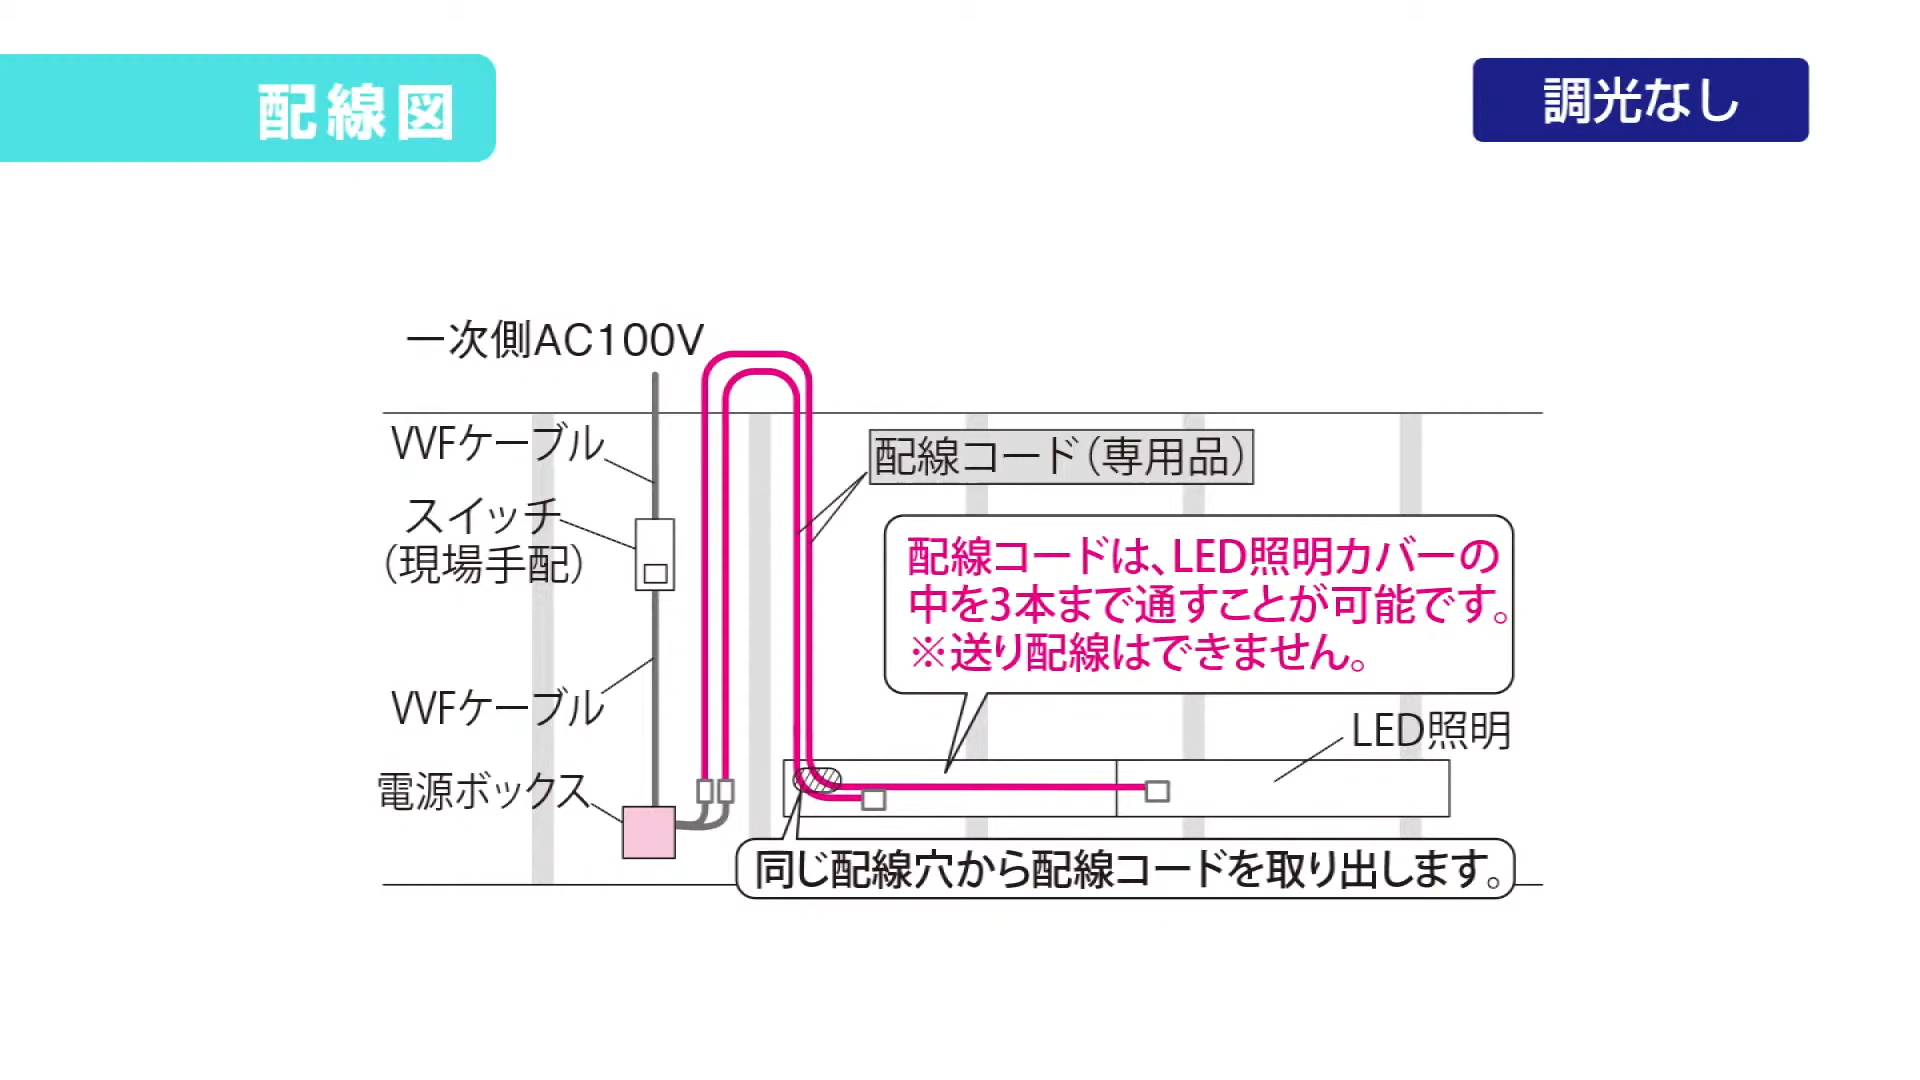 配線図
調光なし
一次側AC100V
VVFケーブル
配線コード（専用品）
スイッチ
（現場手配）
配線コードは、LED照明カバーの
中を3本まで通すことが可能です。
※送り配線はできません。
VVFケーブル
LED照明
電源ボックス
同じ配線穴から配線コードを取り出します。